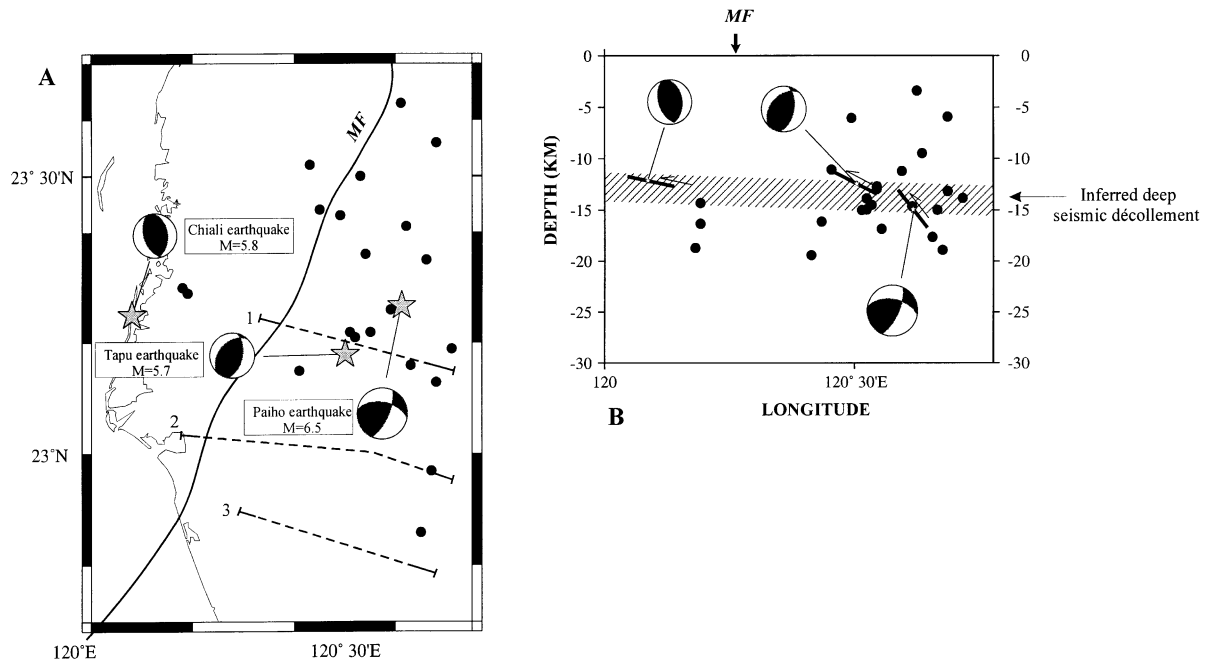 A
MF
23° 30'N
Chiali earthquake
M=5.8
1
Tapu earthquake
M=5.7
Paiho earthquake
M=6.5
2
23°N
3
120°E
120° 30'E
MF
0
-5
-10
-15
-20
-25
-30
DEPTH (KM)
0
-5
-10
-15
-20
-25
-30
Inferred deep
seismic décollement
120
120° 30'E
B
LONGITUDE